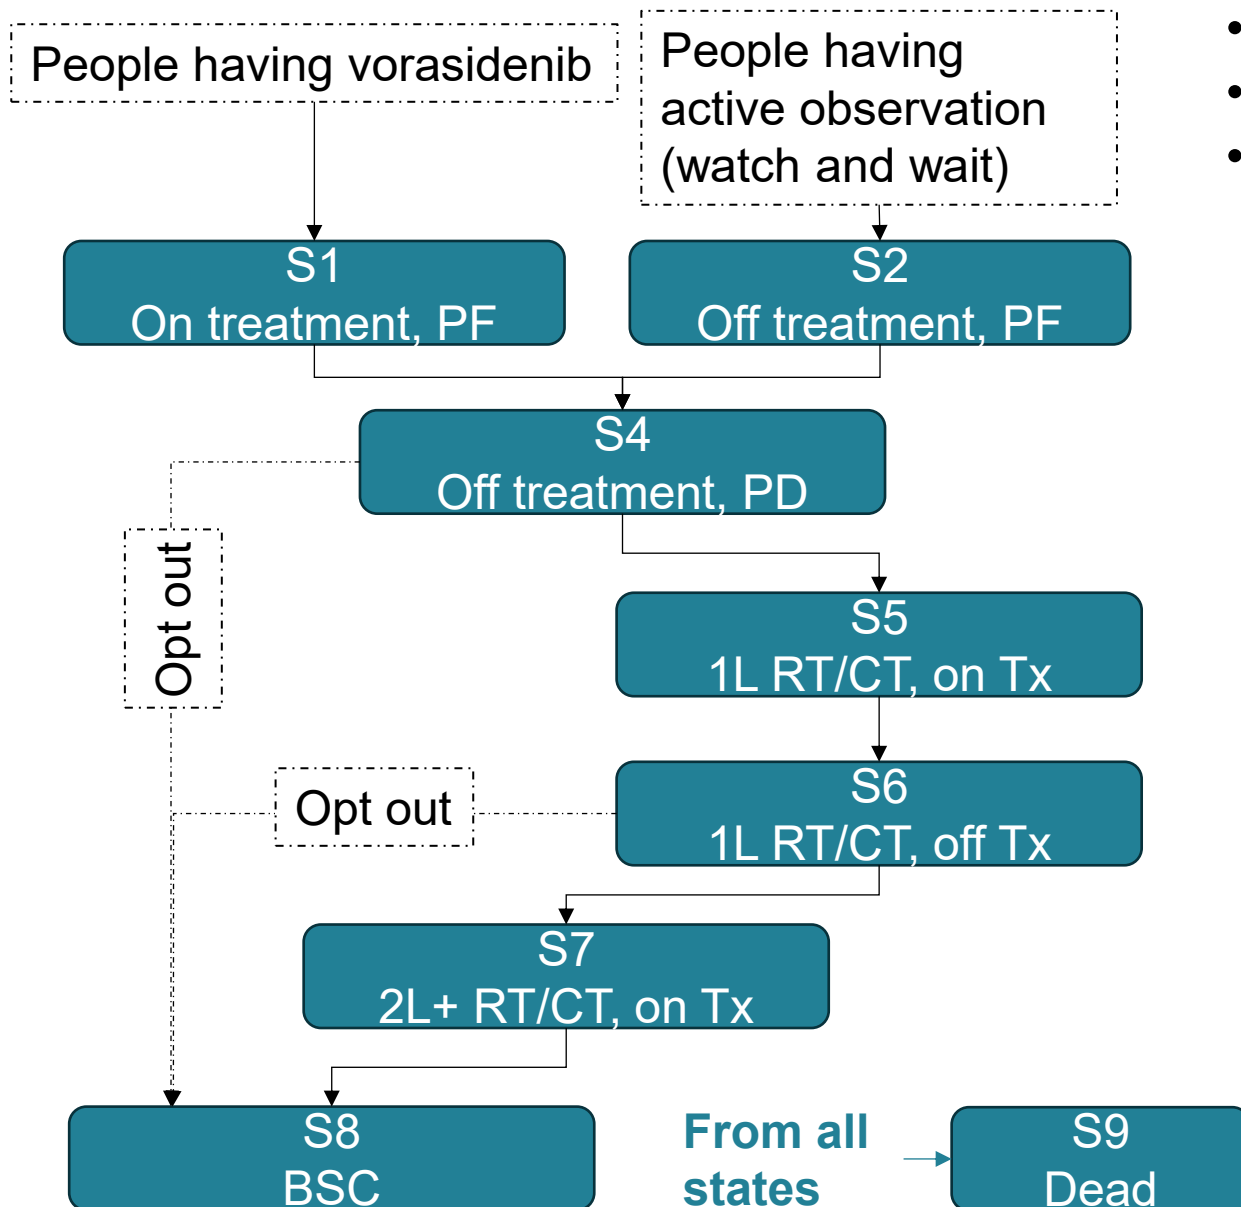 People having vorasidenib
People having
active observation
(watch and wait)
S1
On treatment, PF
S2
Off treatment, PF
S4
Off treatment, PD
Opt out
S5
1L RT/CT, on Tx
S6
1L RT/CT, off Tx
Opt out
S7
2L+ RT/CT, on Tx
S8
BSC
From all
states
S9
Dead